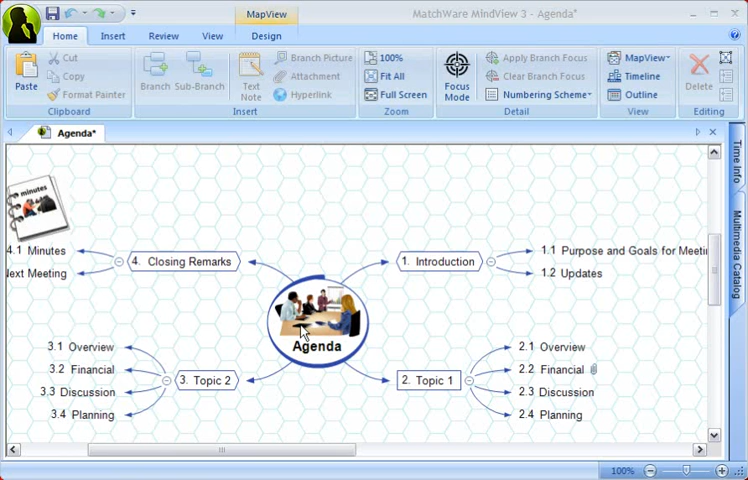 MapView
MatchWare MindView 3 - Agenda*
Home
Insert
Review
View
Design
Paste
Cut
Copy
Format Painter
Clipboard
Branch
Sub-Branch
Text Note
Branch Picture
Attachment
Hyperlink
Insert
100%
Fit All
Full Screen
Zoom
Focus Mode
Apply Branch Focus
Clear Branch Focus
Numbering Scheme
Detail
MapView
Timeline
Outline
View
Delete
Editing
Agenda*
Time Info
Multimedia Catalog
minutes
4.1 Minutes
Next Meeting
4. Closing Remarks
1. Introduction
1.1 Purpose and Goals for Meeti
1.2 Updates
Agenda
3.1 Overview
3.2 Financial
3.3 Discussion
3.4 Planning
3. Topic 2
2. Topic 1
2.1 Overview
2.2 Financial
2.3 Discussion
2.4 Planning
100%